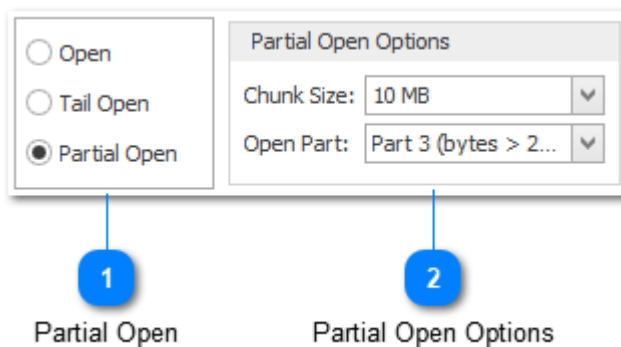 Open
Tail Open
Partial Open
Partial Open Options
Chunk Size: 10 MB
Open Part: Part 3 (bytes > 2...
1
2
Partial Open
Partial Open Options